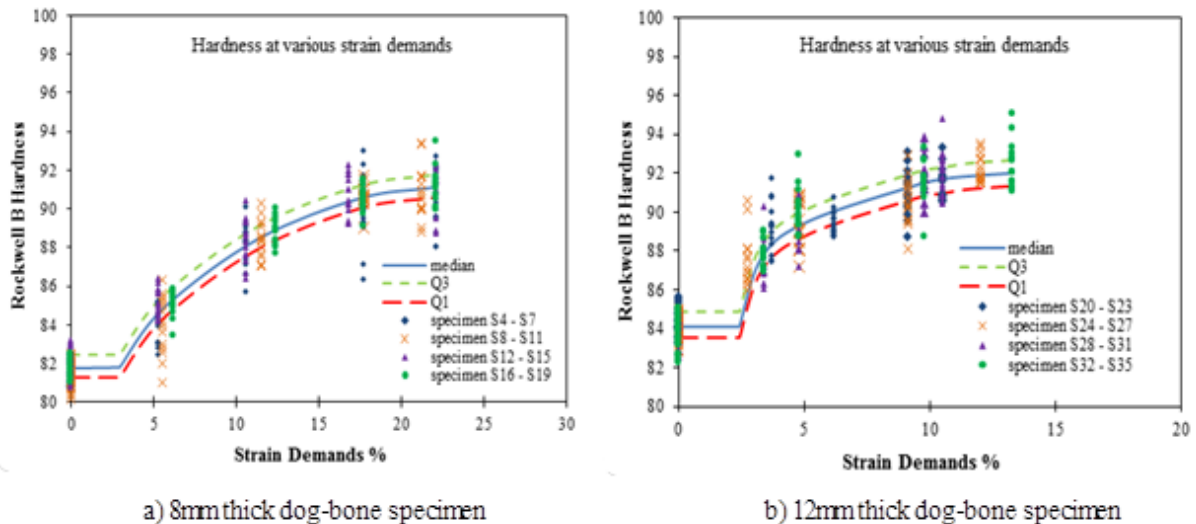 Hardness at various strain demands
100
98
96
94
92
90
88
86
84
82
80
Rockwell B Hardness
median
Q3
Q1
specimen S4 - S7
specimen S8 - S11
specimen S12 - S15
specimen S16 - S19
0 5 10 15 20 25 30
Strain Demands %
a) 8mm thick dog-bone specimen
Hardness at various strain demands
100
98
96
94
92
90
88
86
84
82
80
Rockwell B Hardness
median
Q3
Q1
specimen S20 - S23
specimen S24 - S27
specimen S28 - S31
specimen S32 - S35
0 5 10 15 20
Strain Demands %
b) 12mm thick dog-bone specimen